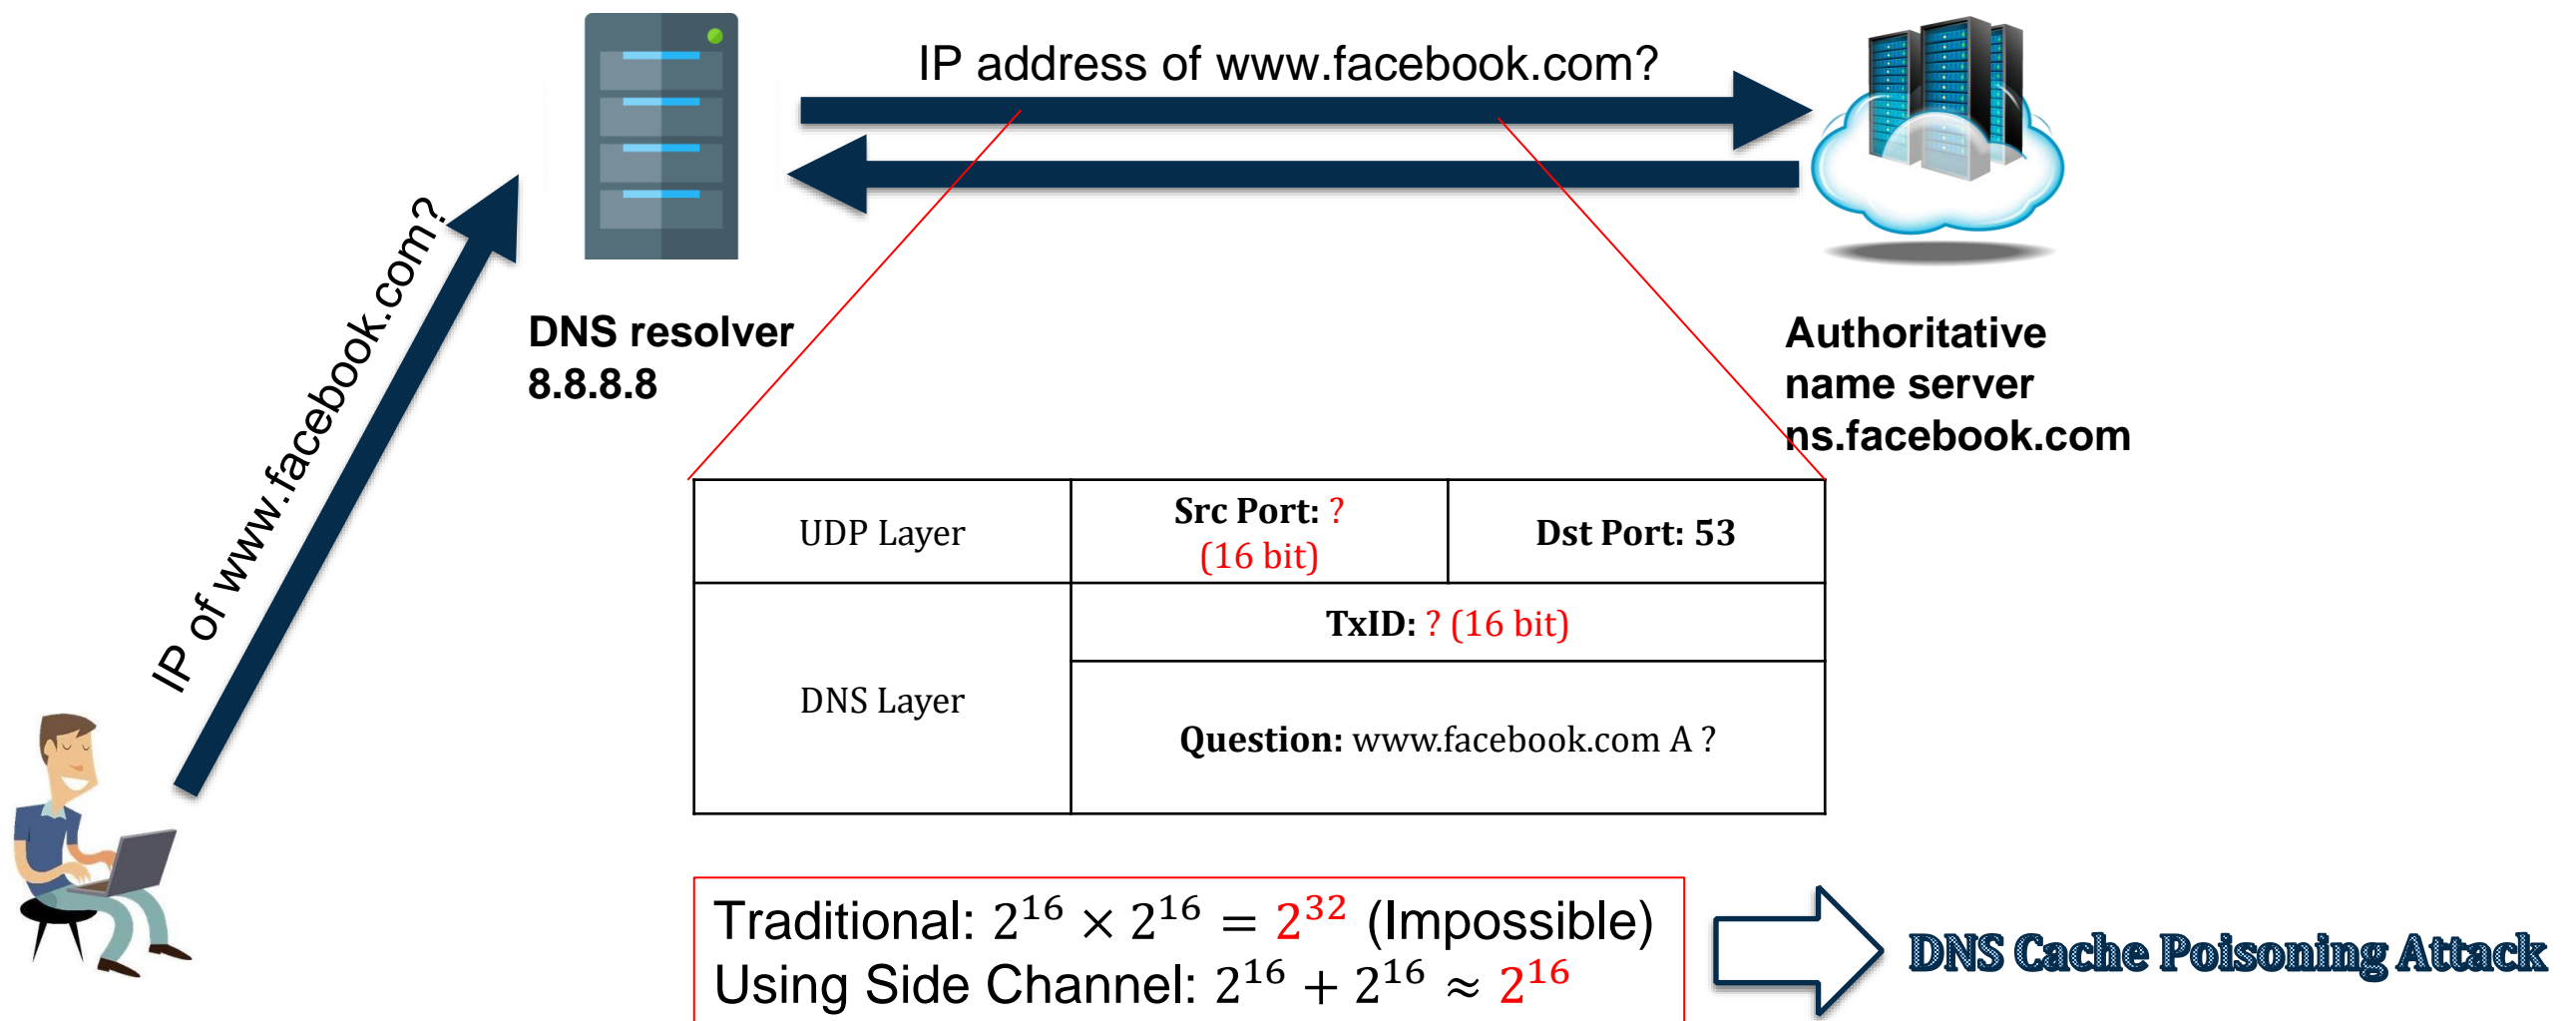 IP address of www.facebook.com?
IP of www.facebook.com?
DNS resolver
8.8.8.8
Authoritative
name server
ns.facebook.com
UDP Layer
Src Port: ?
(16 bit)
Dst Port: 53
DNS Layer
TxID: ? (16 bit)
Question: www.facebook.com A ?
Traditional: 2¹⁶ × 2¹⁶ = 2³² (Impossible)
Using Side Channel: 2¹⁶ + 2¹⁶ ≈ 2¹⁶
DNS Cache Poisoning Attack